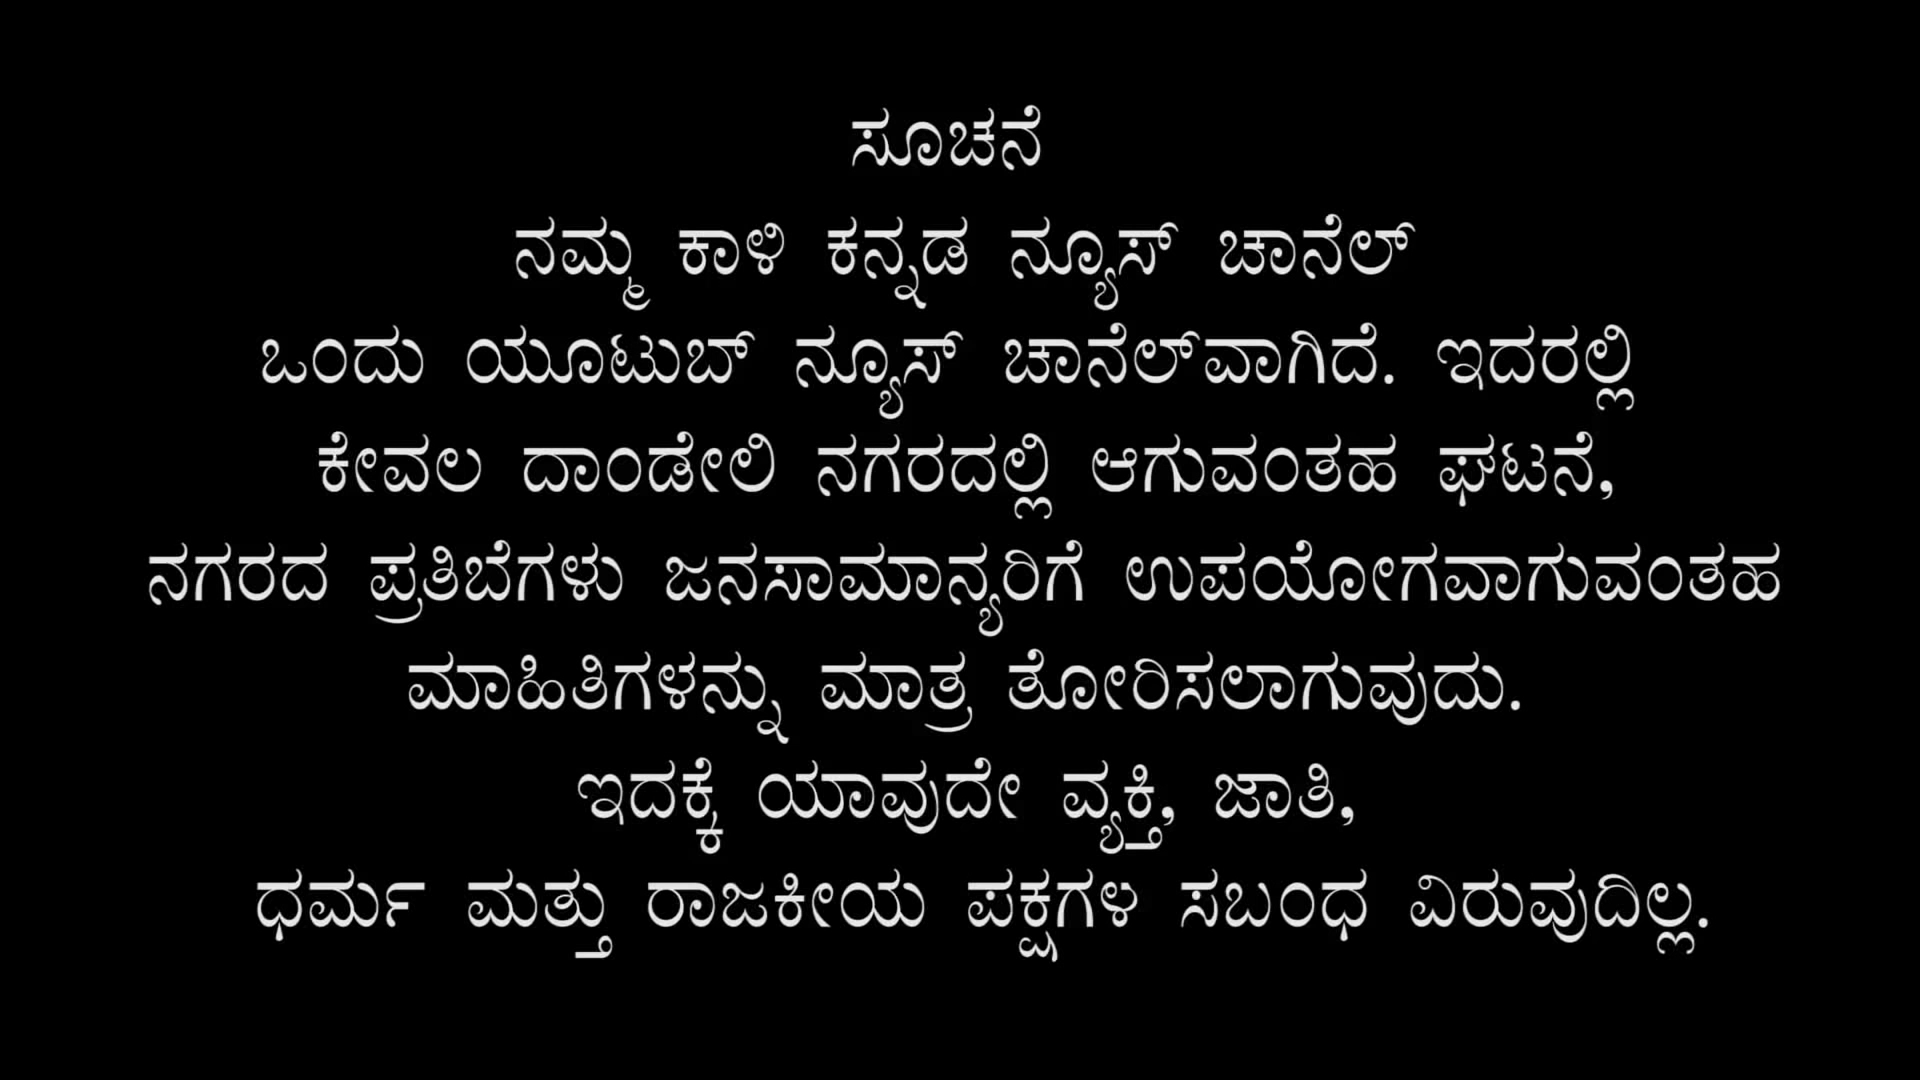 ಸೂಚನೆ
ನಮ್ಮ ಕಾಳಿ ಕನ್ನಡ ನ್ಯೂಸ್ ಚಾನೆಲ್
ಒಂದು ಯೂಟುಬ್ ನ್ಯೂಸ್ ಚಾನೆಲ್‌ವಾಗಿದೆ. ಇದರಲ್ಲಿ
ಕೇವಲ ದಾಂಡೇಲಿ ನಗರದಲ್ಲಿ ಆಗುವಂತಹ ಘಟನೆ,
ನಗರದ ಪ್ರತಿಬೆಗಳು ಜನಸಾಮಾನ್ಯರಿಗೆ ಉಪಯೋಗವಾಗುವಂತಹ
ಮಾಹಿತಿಗಳನ್ನು ಮಾತ್ರ ತೋರಿಸಲಾಗುವುದು.
ಇದಕ್ಕೆ ಯಾವುದೇ ವ್ಯಕ್ತಿ, ಜಾತಿ,
ಧರ್ಮ ಮತ್ತು ರಾಜಕೀಯ ಪಕ್ಷಗಳ ಸಬಂಧ ವಿರುವುದಿಲ್ಲ.